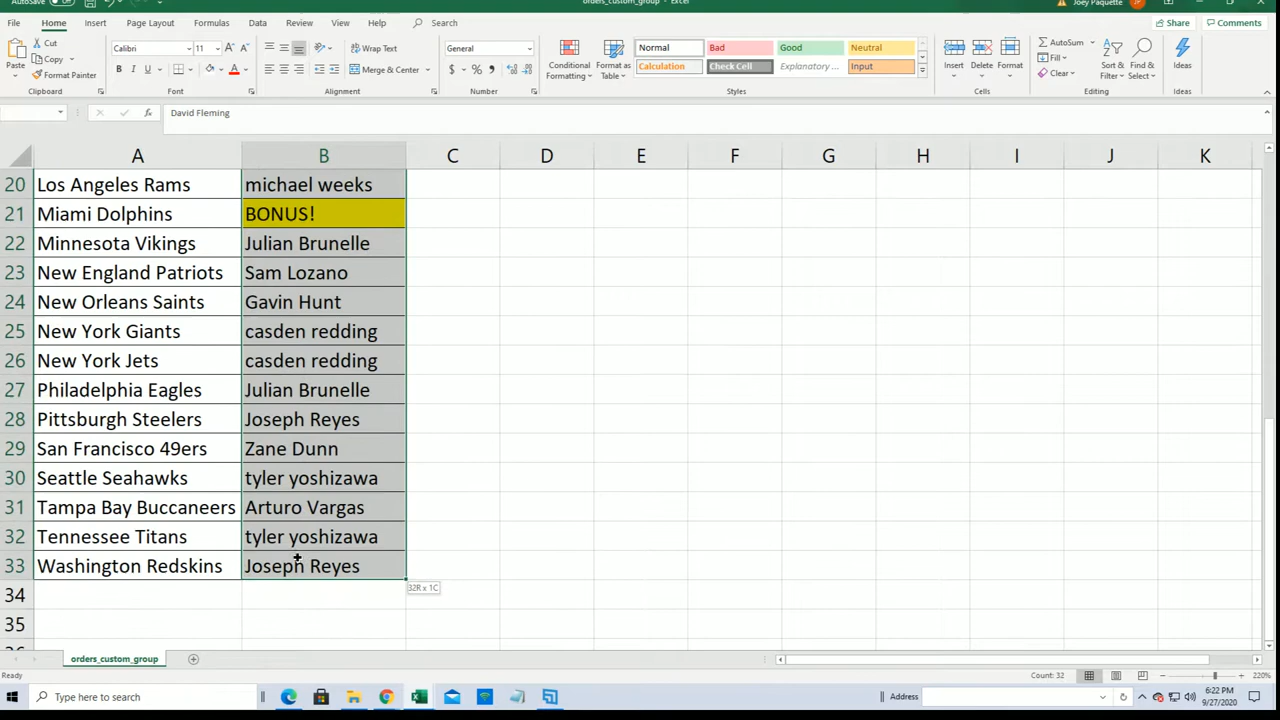 AutoSave Off orders_custom_group - Excel Joey Paquette JP
File Home Insert Page Layout Formulas Data Review View Help Search Share Comments
Cut Calibri 11 A A Wrap Text General Normal Bad Good Neutral AutoSum
Copy Fill
Paste Format Painter B I U A Merge & Center $ % , Conditional Formatting Format as Table Calculation Check Cell Explanatory ... Input Insert Delete Format Clear Sort & Filter Find & Select Ideas
Clipboard Font Alignment Number Styles Cells Editing Ideas
fx David Fleming
A B C D E F G H I J K
20 Los Angeles Rams michael weeks
21 Miami Dolphins BONUS!
22 Minnesota Vikings Julian Brunelle
23 New England Patriots Sam Lozano
24 New Orleans Saints Gavin Hunt
25 New York Giants casden redding
26 New York Jets casden redding
27 Philadelphia Eagles Julian Brunelle
28 Pittsburgh Steelers Joseph Reyes
29 San Francisco 49ers Zane Dunn
30 Seattle Seahawks tyler yoshizawa
31 Tampa Bay Buccaneers Arturo Vargas
32 Tennessee Titans tyler yoshizawa
33 Washington Redskins Joseph Reyes
32R x 1C
34
35
36
orders_custom_group
Ready Count: 32 220%
Type here to search Address 6:22 PM
9/27/2020